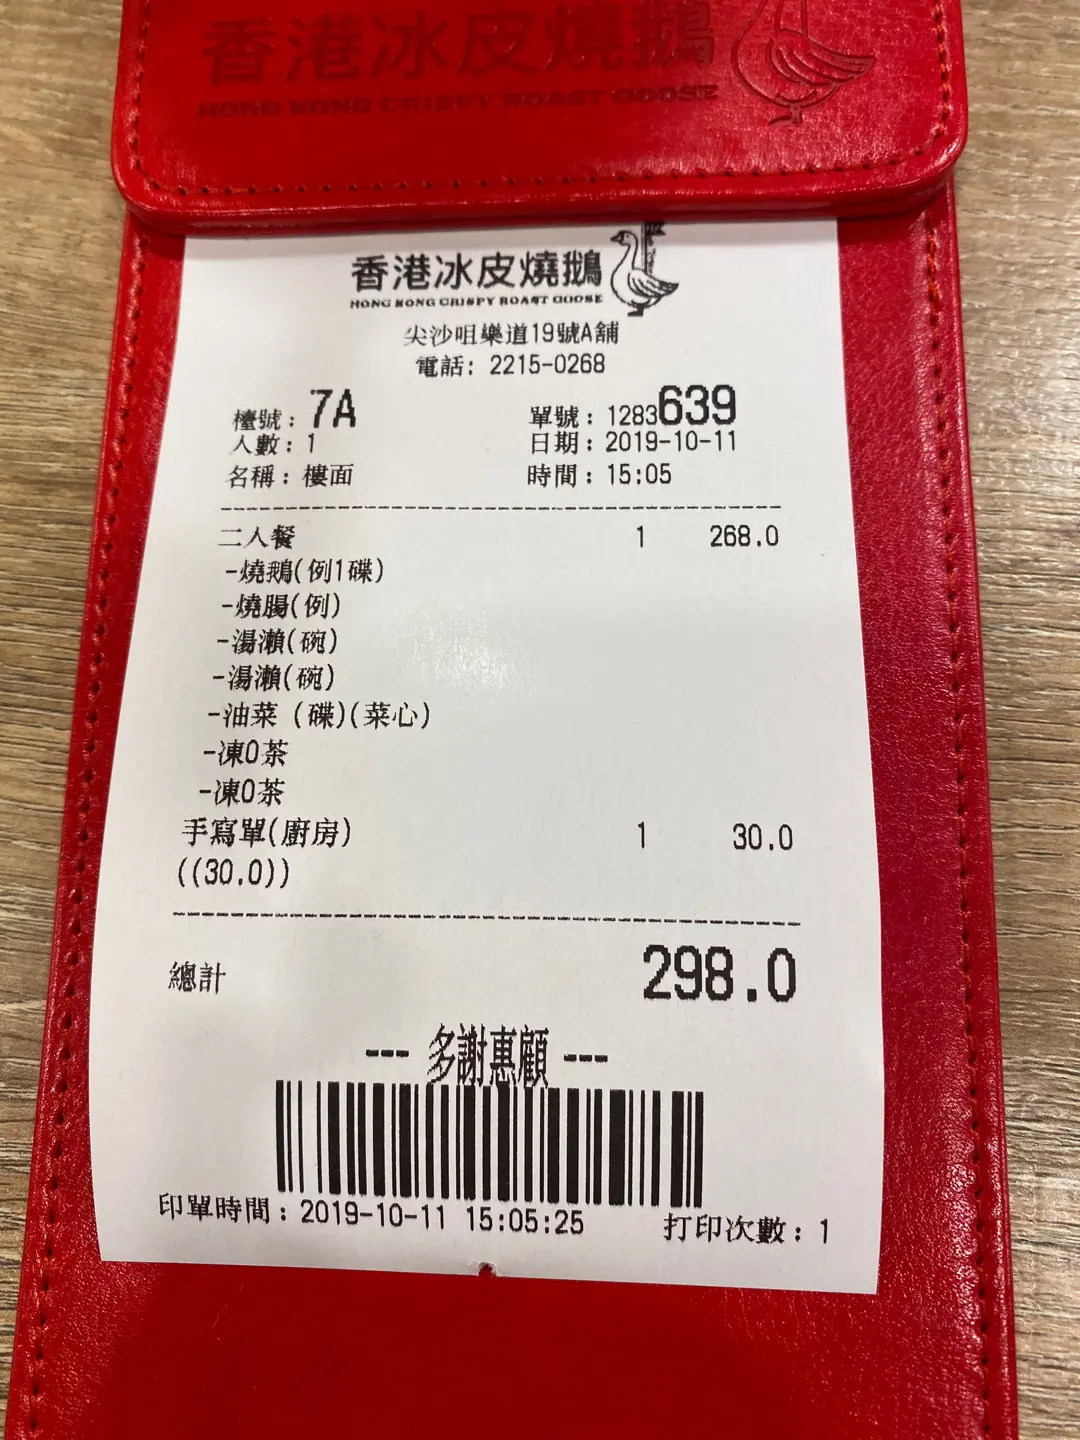 香港冰皮燒鵝
HONG KONG CRISPY ROAST GOOSE
香港冰皮燒鵝
HONG KONG CRISPY ROAST GOOSE
尖沙咀樂道19號A舖
電話: 2215-0268
檯號: 7A 單號: 1283639
人數: 1 日期: 2019-10-11
名稱: 樓面 時間: 15:05
二人餐 1 268.0
-燒鵝(例1碟)
-燒腸(例)
-湯瀨(碗)
-湯瀨(碗)
-油菜 (碟)(菜心)
-凍0茶
-凍0茶
手寫單(廚房) 1 30.0
((30.0))
總計 298.0
--- 多謝惠顧 ---
印單時間: 2019-10-11 15:05:25 打印次數: 1